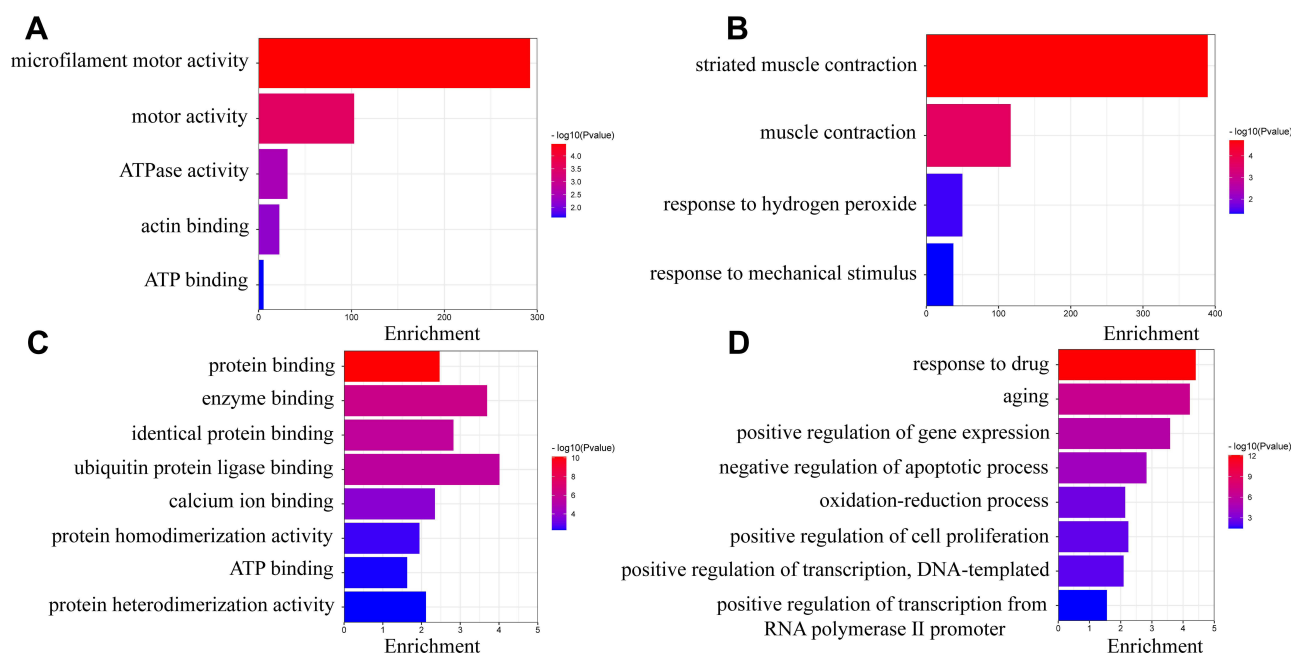 A
microfilament motor activity
motor activity
ATPase activity
actin binding
ATP binding
0
100
200
300
Enrichment
- log10(Pvalue)
4.0
3.5
3.0
2.5
2.0
B
striated muscle contraction
muscle contraction
response to hydrogen peroxide
response to mechanical stimulus
0
100
200
300
400
Enrichment
- log10(Pvalue)
4
3
2
C
protein binding
enzyme binding
identical protein binding
ubiquitin protein ligase binding
calcium ion binding
protein homodimerization activity
ATP binding
protein heterodimerization activity
0
1
2
3
4
5
Enrichment
- log10(Pvalue)
10
8
6
4
D
response to drug
aging
positive regulation of gene expression
negative regulation of apoptotic process
oxidation-reduction process
positive regulation of cell proliferation
positive regulation of transcription, DNA-templated
positive regulation of transcription from
RNA polymerase II promoter
0
1
2
3
4
5
Enrichment
- log10(Pvalue)
12
9
6
3